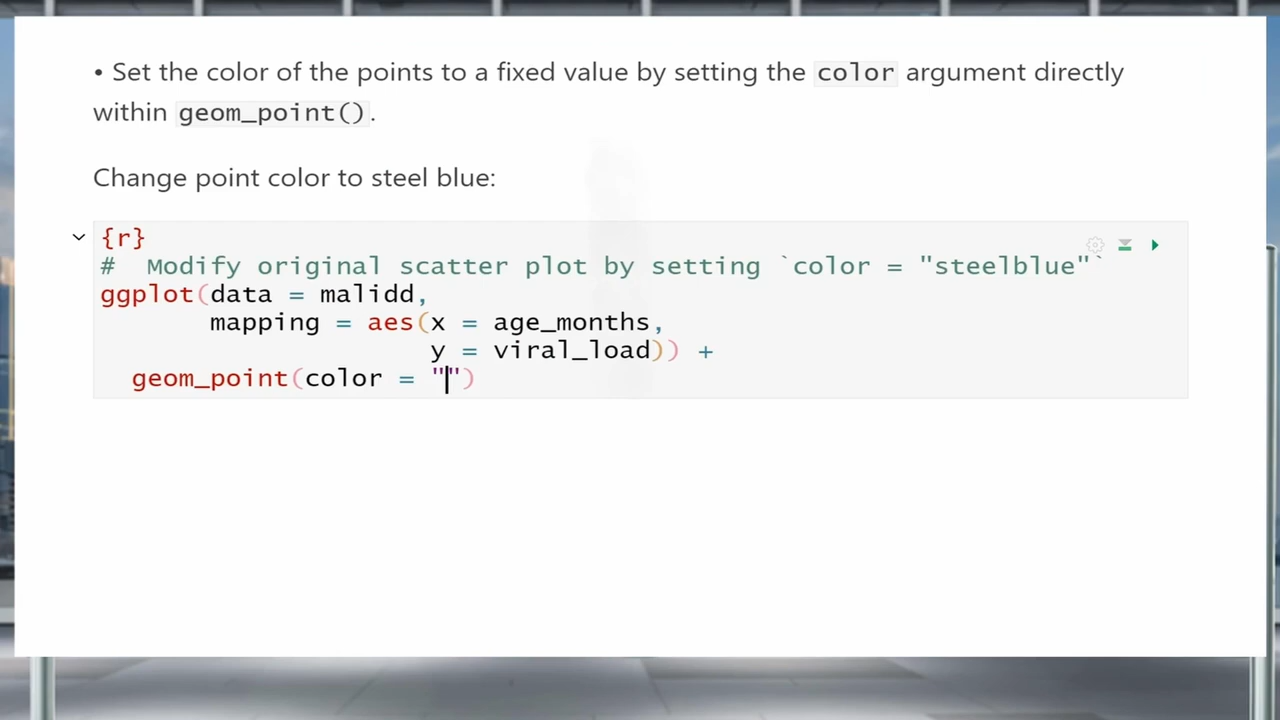 • Set the color of the points to a fixed value by setting the color argument directly
within geom_point().
Change point color to steel blue:
{r}
#  Modify original scatter plot by setting `color = "steelblue"`
ggplot(data = malidd,
       mapping = aes(x = age_months,
                     y = viral_load)) +
  geom_point(color = "")